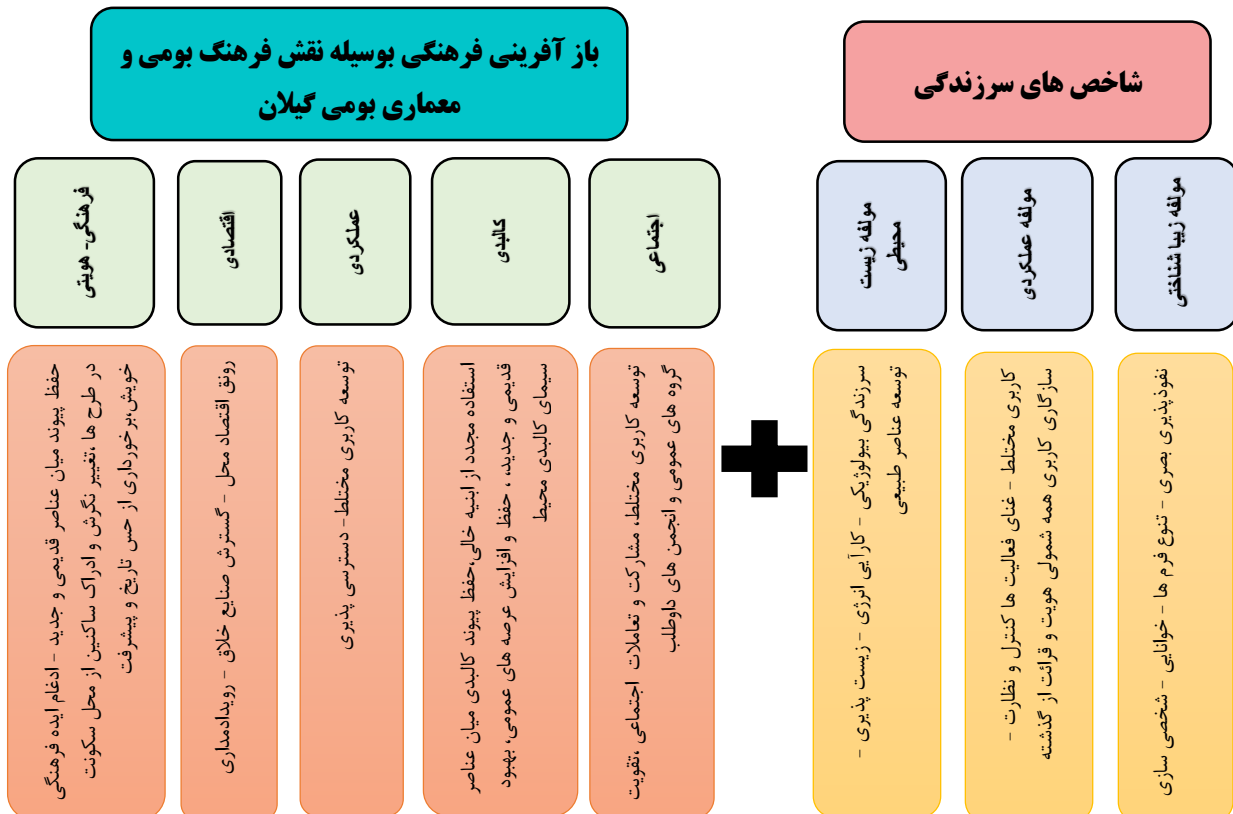 شاخص های سرزندگی
باز آفرینی فرهنگی بوسیله نقش فرهنگ بومی و
معماری بومی گیلان
مولفه زیبا شناختی
مولفه عملکردی
مولفه زیست
محیطی
اجتماعی
کالبدی
عملکردی
اقتصادی
فرهنگی- هویتی
نفوذپذیری بصری - تنوع فرم ها - خوانایی - شخصی سازی
کاربری مختلط - غنای فعالیت ها کنترل و نظارت -
سازگاری کاربری همه شمولی هویت و قرائت از گذشته
سرزندگی بیولوژیکی - کارآیی انرژی - زیست پذیری -
توسعه عناصر طبیعی
توسعه کاربری مختلط، مشارکت و تعاملات اجتماعی ،تقویت
گروه های عمومی و انجمن های داوطلب
استفاده مجدد از ابنیه خالی،حفظ پیوند کالبدی میان عناصر
قدیمی و جدید، ، حفظ و افزایش عرصه های عمومی، بهبود
سیمای کالبدی محیط
توسعه کاربری مختلط- دسترسی پذیری
رونق اقتصاد محل - گسترش صنایع خلاق - رویدادمداری
حفظ پیوند میان عناصر قدیمی و جدید - ادغام ایده فرهنگی
در طرح ها ،تغییر نگرش و ادراک ساکنین از محل سکونت
خویش،برخورداری از حس تاریخ و پیشرفت